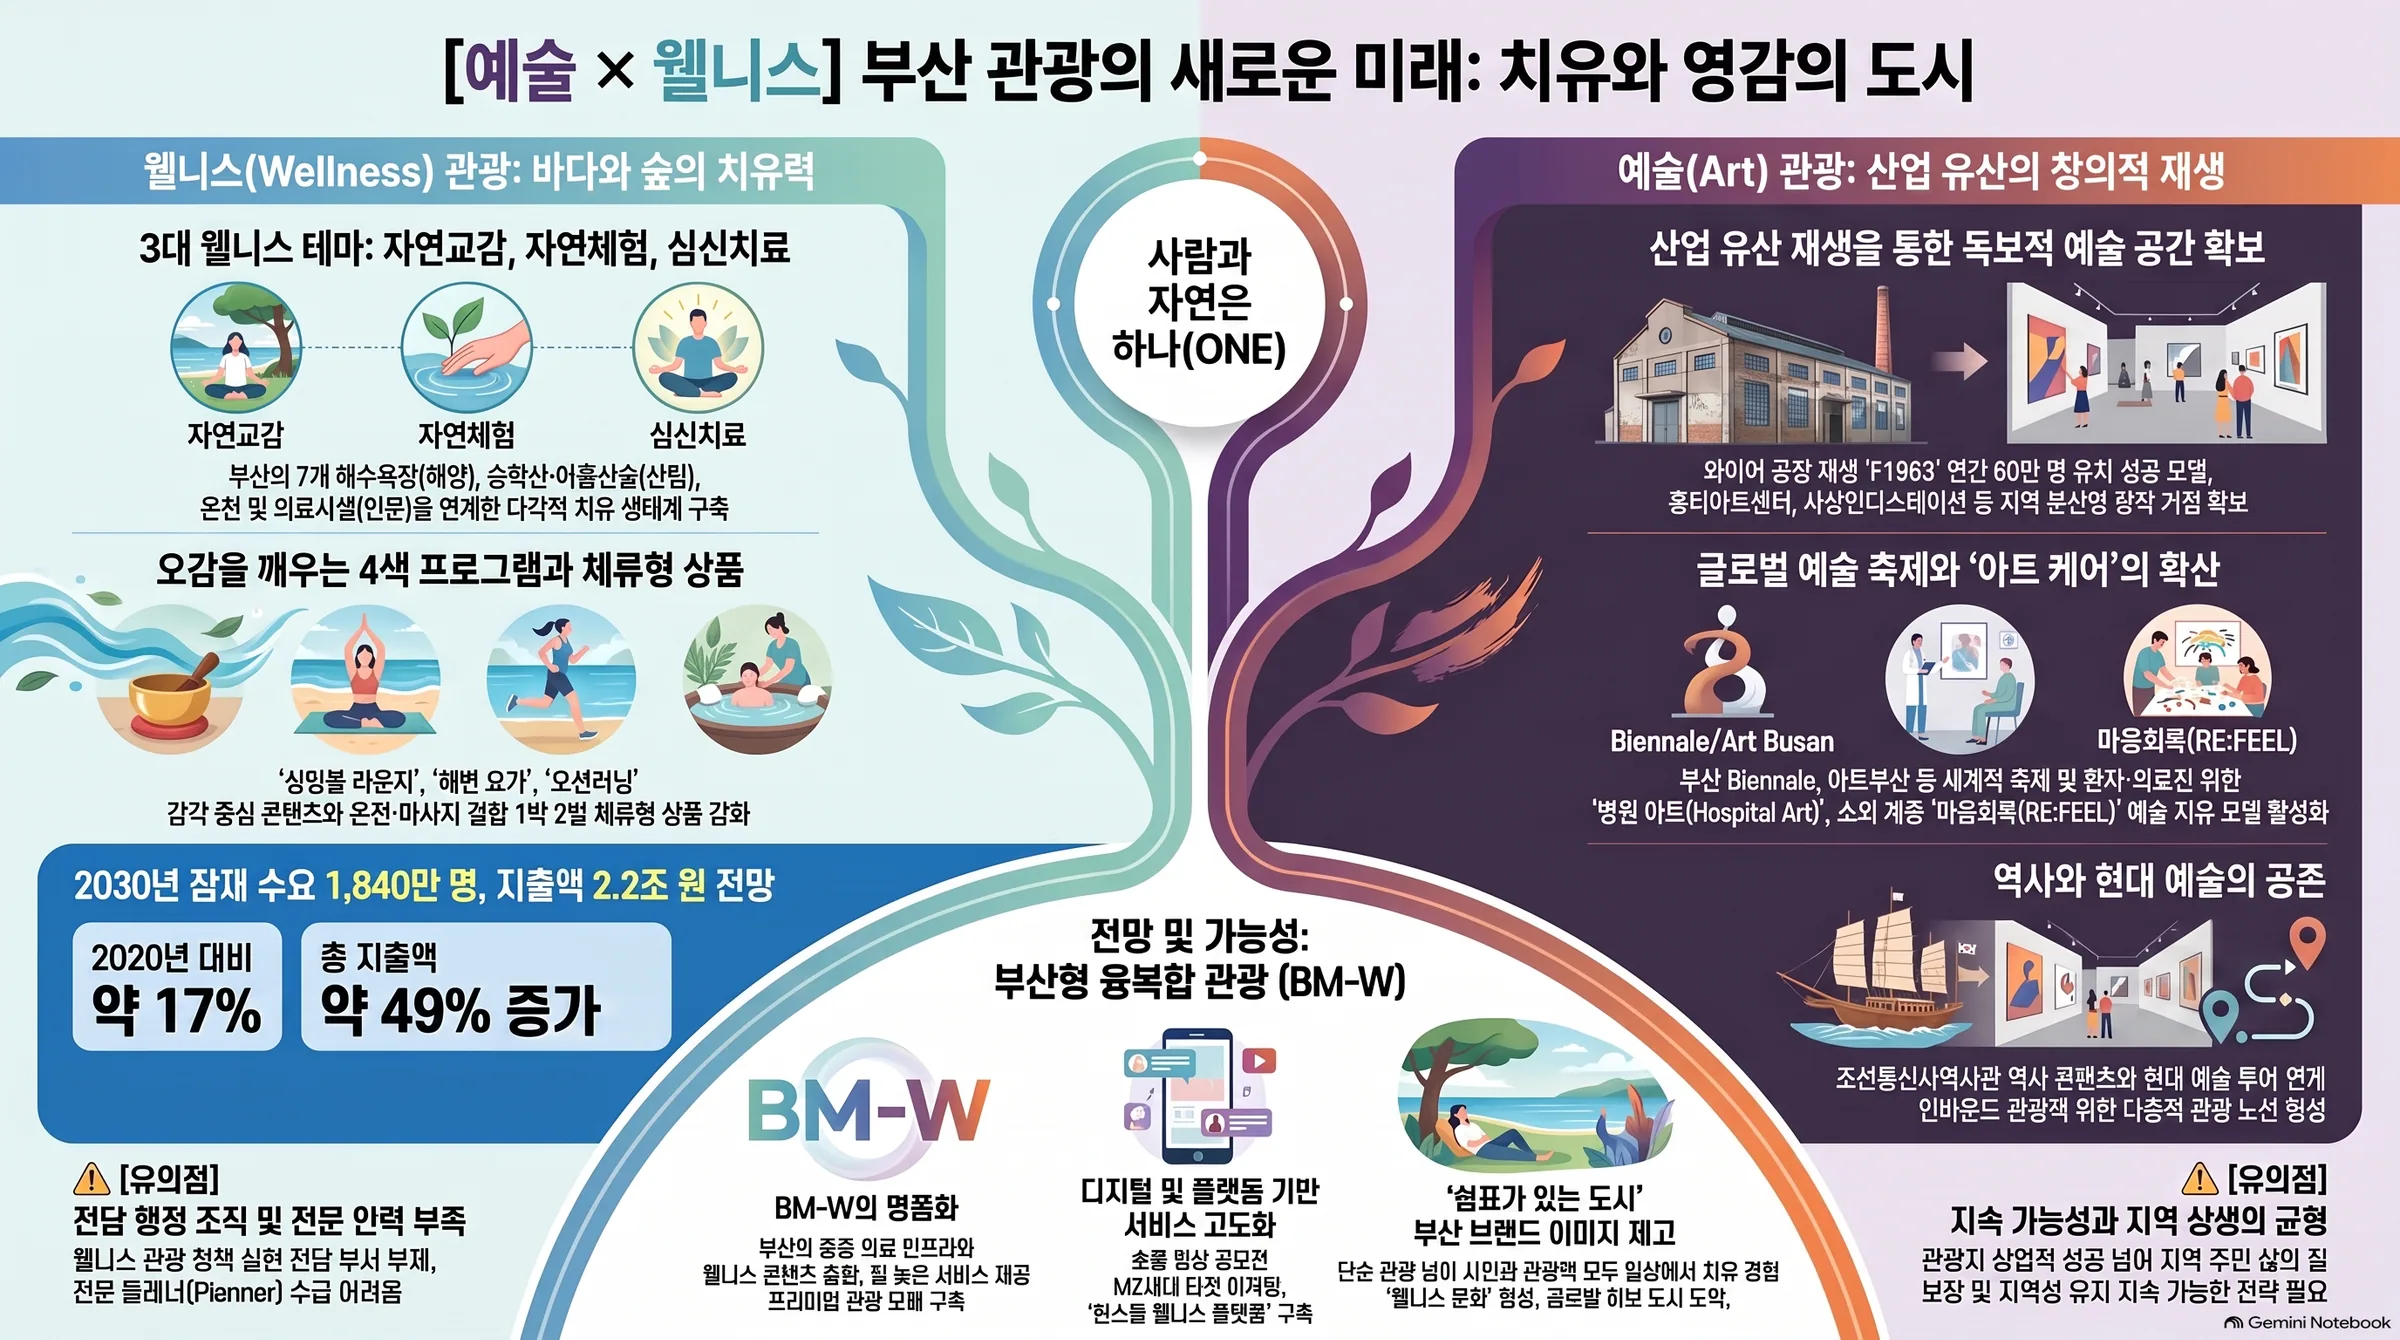 [예술 × 웰니스] 부산 관광의 새로운 미래: 치유와 영감의 도시
웰니스(Wellness) 관광: 바다와 숲의 치유력
3대 웰니스 테마: 자연교감, 자연체험, 심신치료
자연교감
자연체험
심신치료
부산의 7개 해수욕장(해양), 승학산·어흘산술(산림),
온천 및 의료시샐(인문)을 연계한 다각적 치유 생태계 구축
오감을 깨우는 4색 프로그램과 체류형 상품
'싱밍볼 라운지', '해변 요가', '오션러닝'
감각 중심 콘텐츠와 온전·마사지 결합 1박 2벌 체류형 상품 감화
2030년 잠재 수요 1,840만 명, 지출액 2.2조 원 전망
2020년 대비
약 17%
총 지출액
약 49% 증가
[유의점]
전담 행정 조직 및 전문 안력 부족
웰니스 관광 청책 실현 전담 부서 부제,
전문 들레너(Pienner) 수급 어려옴
사람과
자연은
하나(ONE)
전망 및 가능성:
부산형 융복합 관광 (BM-W)
BM-W
BM-W의 명폼화
부산의 중증 의료 민프라와
웰니스 콘챈츠 춤환, 질 놏은 서비스 재공
프리미엄 관광 모배 구축
디지털 및 플랫돔 기반
서비스 고도화
공모전
MZ세대 타젓 이겨팅,
웰니스 구축
'쉼표가 있는 도시'
부산 브랜드 이미지 제고
단순 관광 넘이 시민과 관광랙 모두 일상에서 치유 경험
'웰니스 문화' 형성, 곰로발 히보 도시 도악,
예술(Art) 관광: 산업 유산의 창의적 재생
산업 유산 재생을 통한 독보적 예술 공간 확보
와이어 공장 재생 'F1963' 연간 60만 명 유치 성공 모델,
홍티아트센터, 사상인디스테이션 등 지역 분산영 랑작 거점 확보
글로벌 예술 축제와 '아트 케어'의 확산
Biennale/Art Busan
마응회록(RE:FEEL)
부산 Biennale, 아트부산 등 세계적 축제 및 환자·의료진 위한
'병원 아트(Hospital Art)', 소외 계종 '마음회록(RE:FEEL)' 예술 지유 모델 활성화
역사와 현대 예술의 공존
조선통신사역사관 역사 콘팬츠와 현대 예술 투어 연게
인바운드 관광잭 위한 다층적 관광 노선 형성
[유의점]
지속 가능성과 지역 상생의 균형
관광지 상업적 성공 넘어 지역 주민 삶의 질
보장 및 지역성 유지 지속 가능한 전략 필요
Gemini Notebook